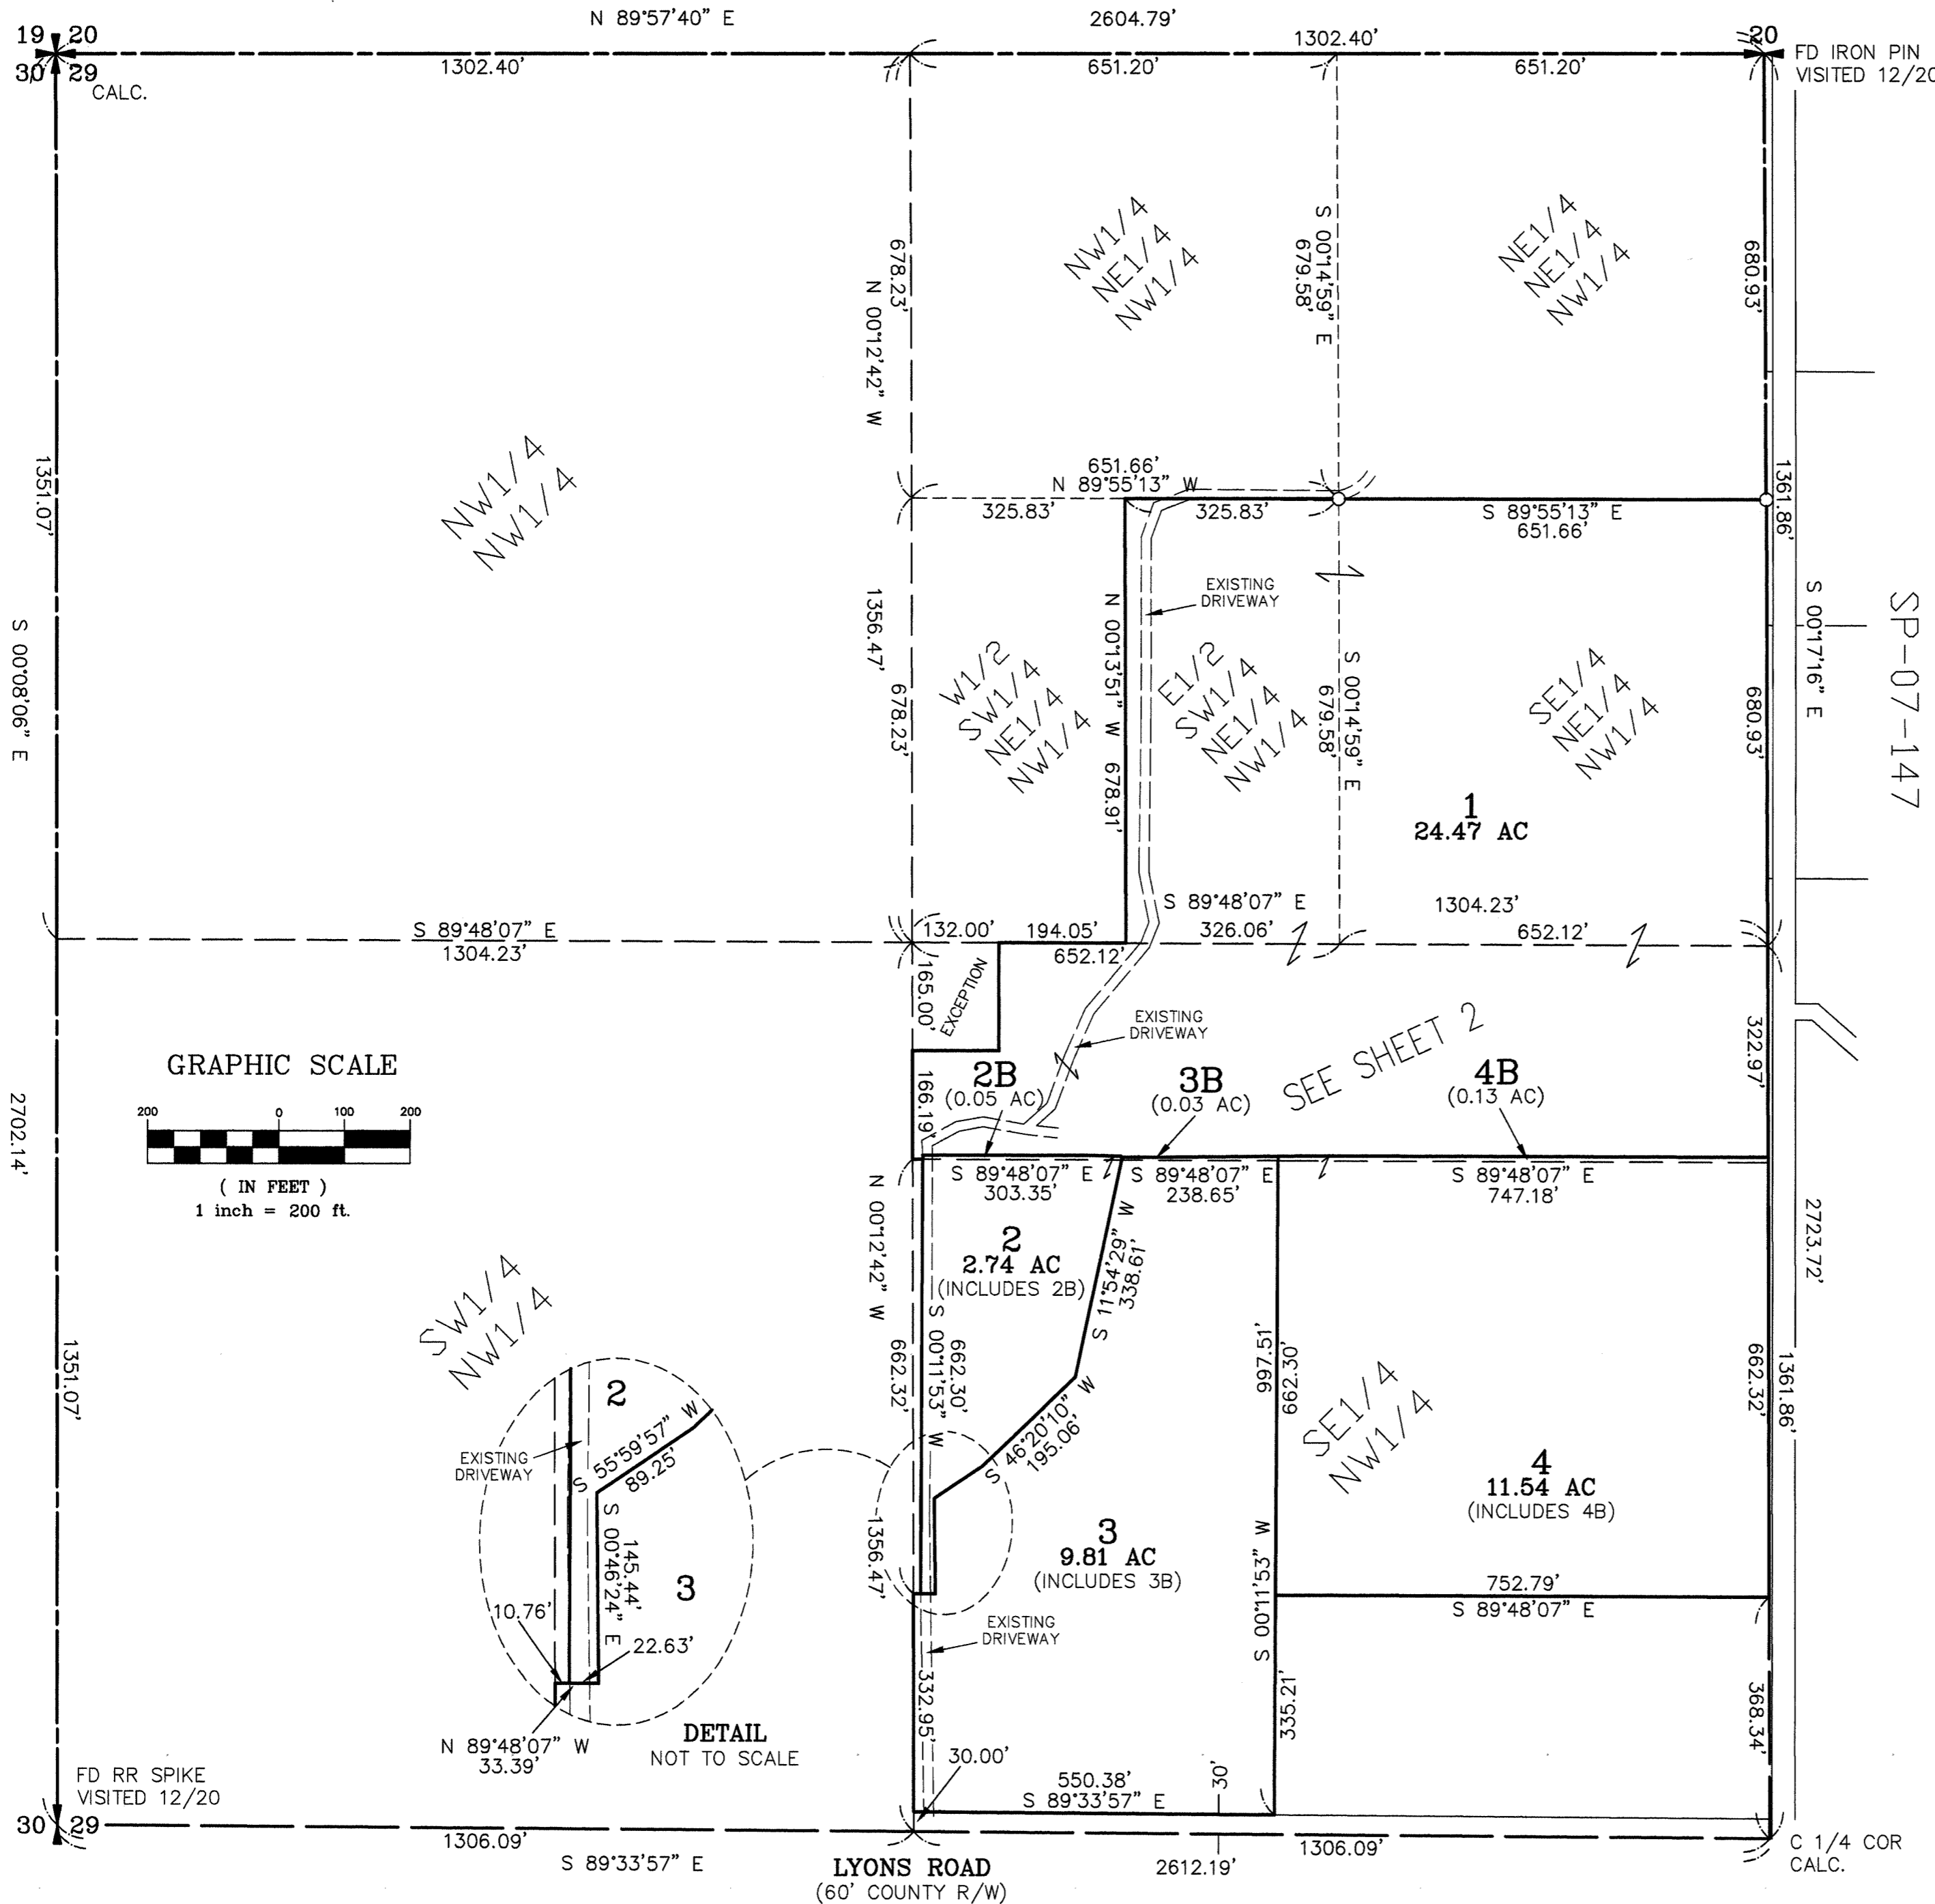 N 89°57'40" E
2604.79'
19 20
30 29
CALC.
1302.40'
1302.40'
651.20'
651.20'
20
FD IRON PIN
VISITED 12/20
678.23'
N 00°12'42" W
NW1/4
NE1/4
NW1/4
S 00°14'59" E
679.58'
NE1/4
NE1/4
NW1/4
680.93'
1351.07'
NW1/4
NW1/4
651.66'
N 89°55'13" W
325.83'
325.83'
S 89°55'13" E
651.66'
1361.86'
S 00°08'06" E
1356.47'
678.23'
W1/2
SW1/4
NE1/4
NW1/4
N 00°13'51" W 678.91'
EXISTING
DRIVEWAY
E1/2
SW1/4
NE1/4
NW1/4
S 00°14'59" E
679.58'
SE1/4
NE1/4
NW1/4
680.93'
S 00°17'16" E
SP-07-147
1
24.47 AC
S 89°48'07" E
1304.23'
132.00'
194.05'
652.12'
S 89°48'07" E
326.06'
1304.23'
652.12'
165.00'
EXCEPTION
EXISTING
DRIVEWAY
SEE SHEET 2
322.97'
GRAPHIC SCALE
200 0 100 200
( IN FEET )
1 inch = 200 ft.
2702.14'
166.19'
2B
(0.05 AC)
3B
(0.03 AC)
4B
(0.13 AC)
S 89°48'07" E
303.35'
S 89°48'07" E
238.65'
S 89°48'07" E
747.18'
2723.72'
N 00°12'42" W
662.32'
2
2.74 AC
(INCLUDES 2B)
S 00°11'53" W
662.30'
S 11°54'29" W
338.61'
S 46°20'10" W
195.06'
997.51'
662.30'
662.32'
1361.86'
SW1/4
NW1/4
1351.07'
SE1/4
NW1/4
4
11.54 AC
(INCLUDES 4B)
2
EXISTING
DRIVEWAY
S 55°59'57" W
89.25'
S 00°46'24" E
145.44'
3
10.76'
22.63'
N 89°48'07" W
33.39'
DETAIL
NOT TO SCALE
1356.47'
3
9.81 AC
(INCLUDES 3B)
S 00°11'53" W
752.79'
S 89°48'07" E
EXISTING
DRIVEWAY
332.95'
335.21'
368.34'
30.00'
550.38'
S 89°33'57" E
30'
FD RR SPIKE
VISITED 12/20
30 29
1306.09'
S 89°33'57" E
LYONS ROAD
(60' COUNTY R/W)
2612.19'
1306.09'
C 1/4 COR
CALC.